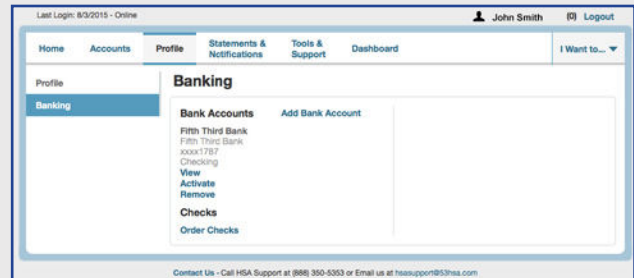 Last Login: 8/3/2015 - Online
John Smith (0) Logout
Home Accounts Profile Statements & Notifications Tools & Support Dashboard I Want to...
Profile
Banking
Banking
Bank Accounts Add Bank Account
Fifth Third Bank
Fifth Third Bank
xxxx1787
Checking
View
Activate
Remove
Checks
Order Checks
Contact Us - Call HSA Support at (888) 350-5353 or Email us at hsasupport@53hsa.com